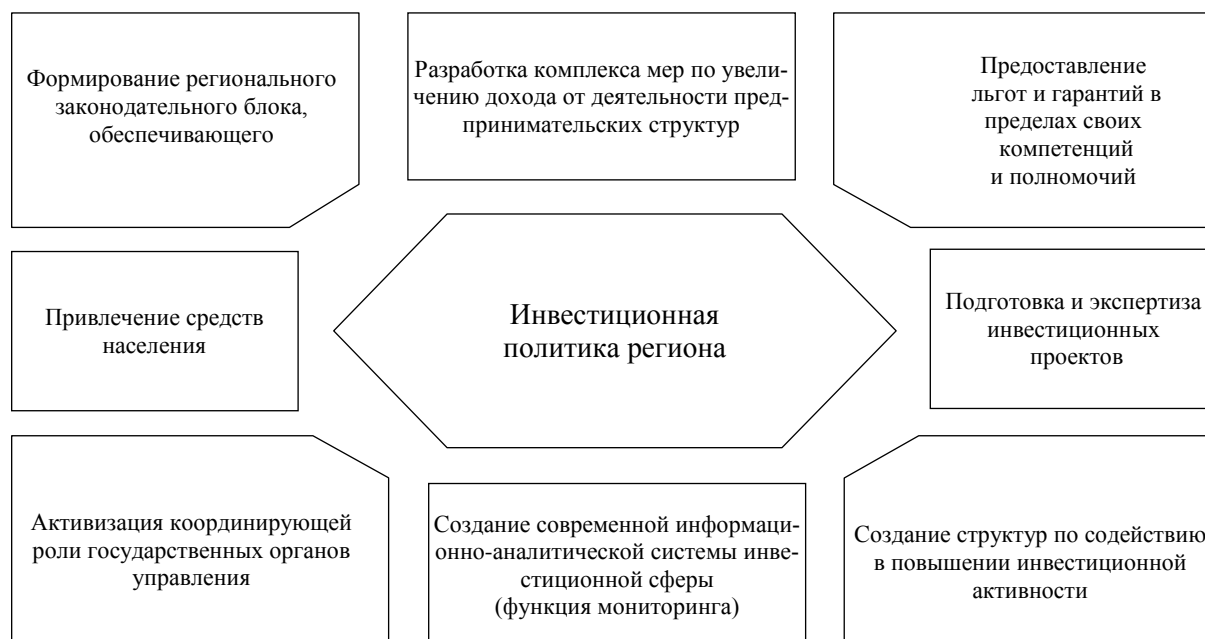 Формирование регионального
законодательного блока,
обеспечивающего
Разработка комплекса мер по увели-
чению дохода от деятельности пред-
принимательских структур
Предоставление
льгот и гарантий в
пределах своих
компетенций
и полномочий
Привлечение средств
населения
Инвестиционная
политика региона
Подготовка и экспертиза
инвестиционных
проектов
Активизация координирующей
роли государственных органов
управления
Создание современной информаци-
онно-аналитической системы инве-
стиционной сферы
(функция мониторинга)
Создание структур по содействию
в повышении инвестиционной
активности